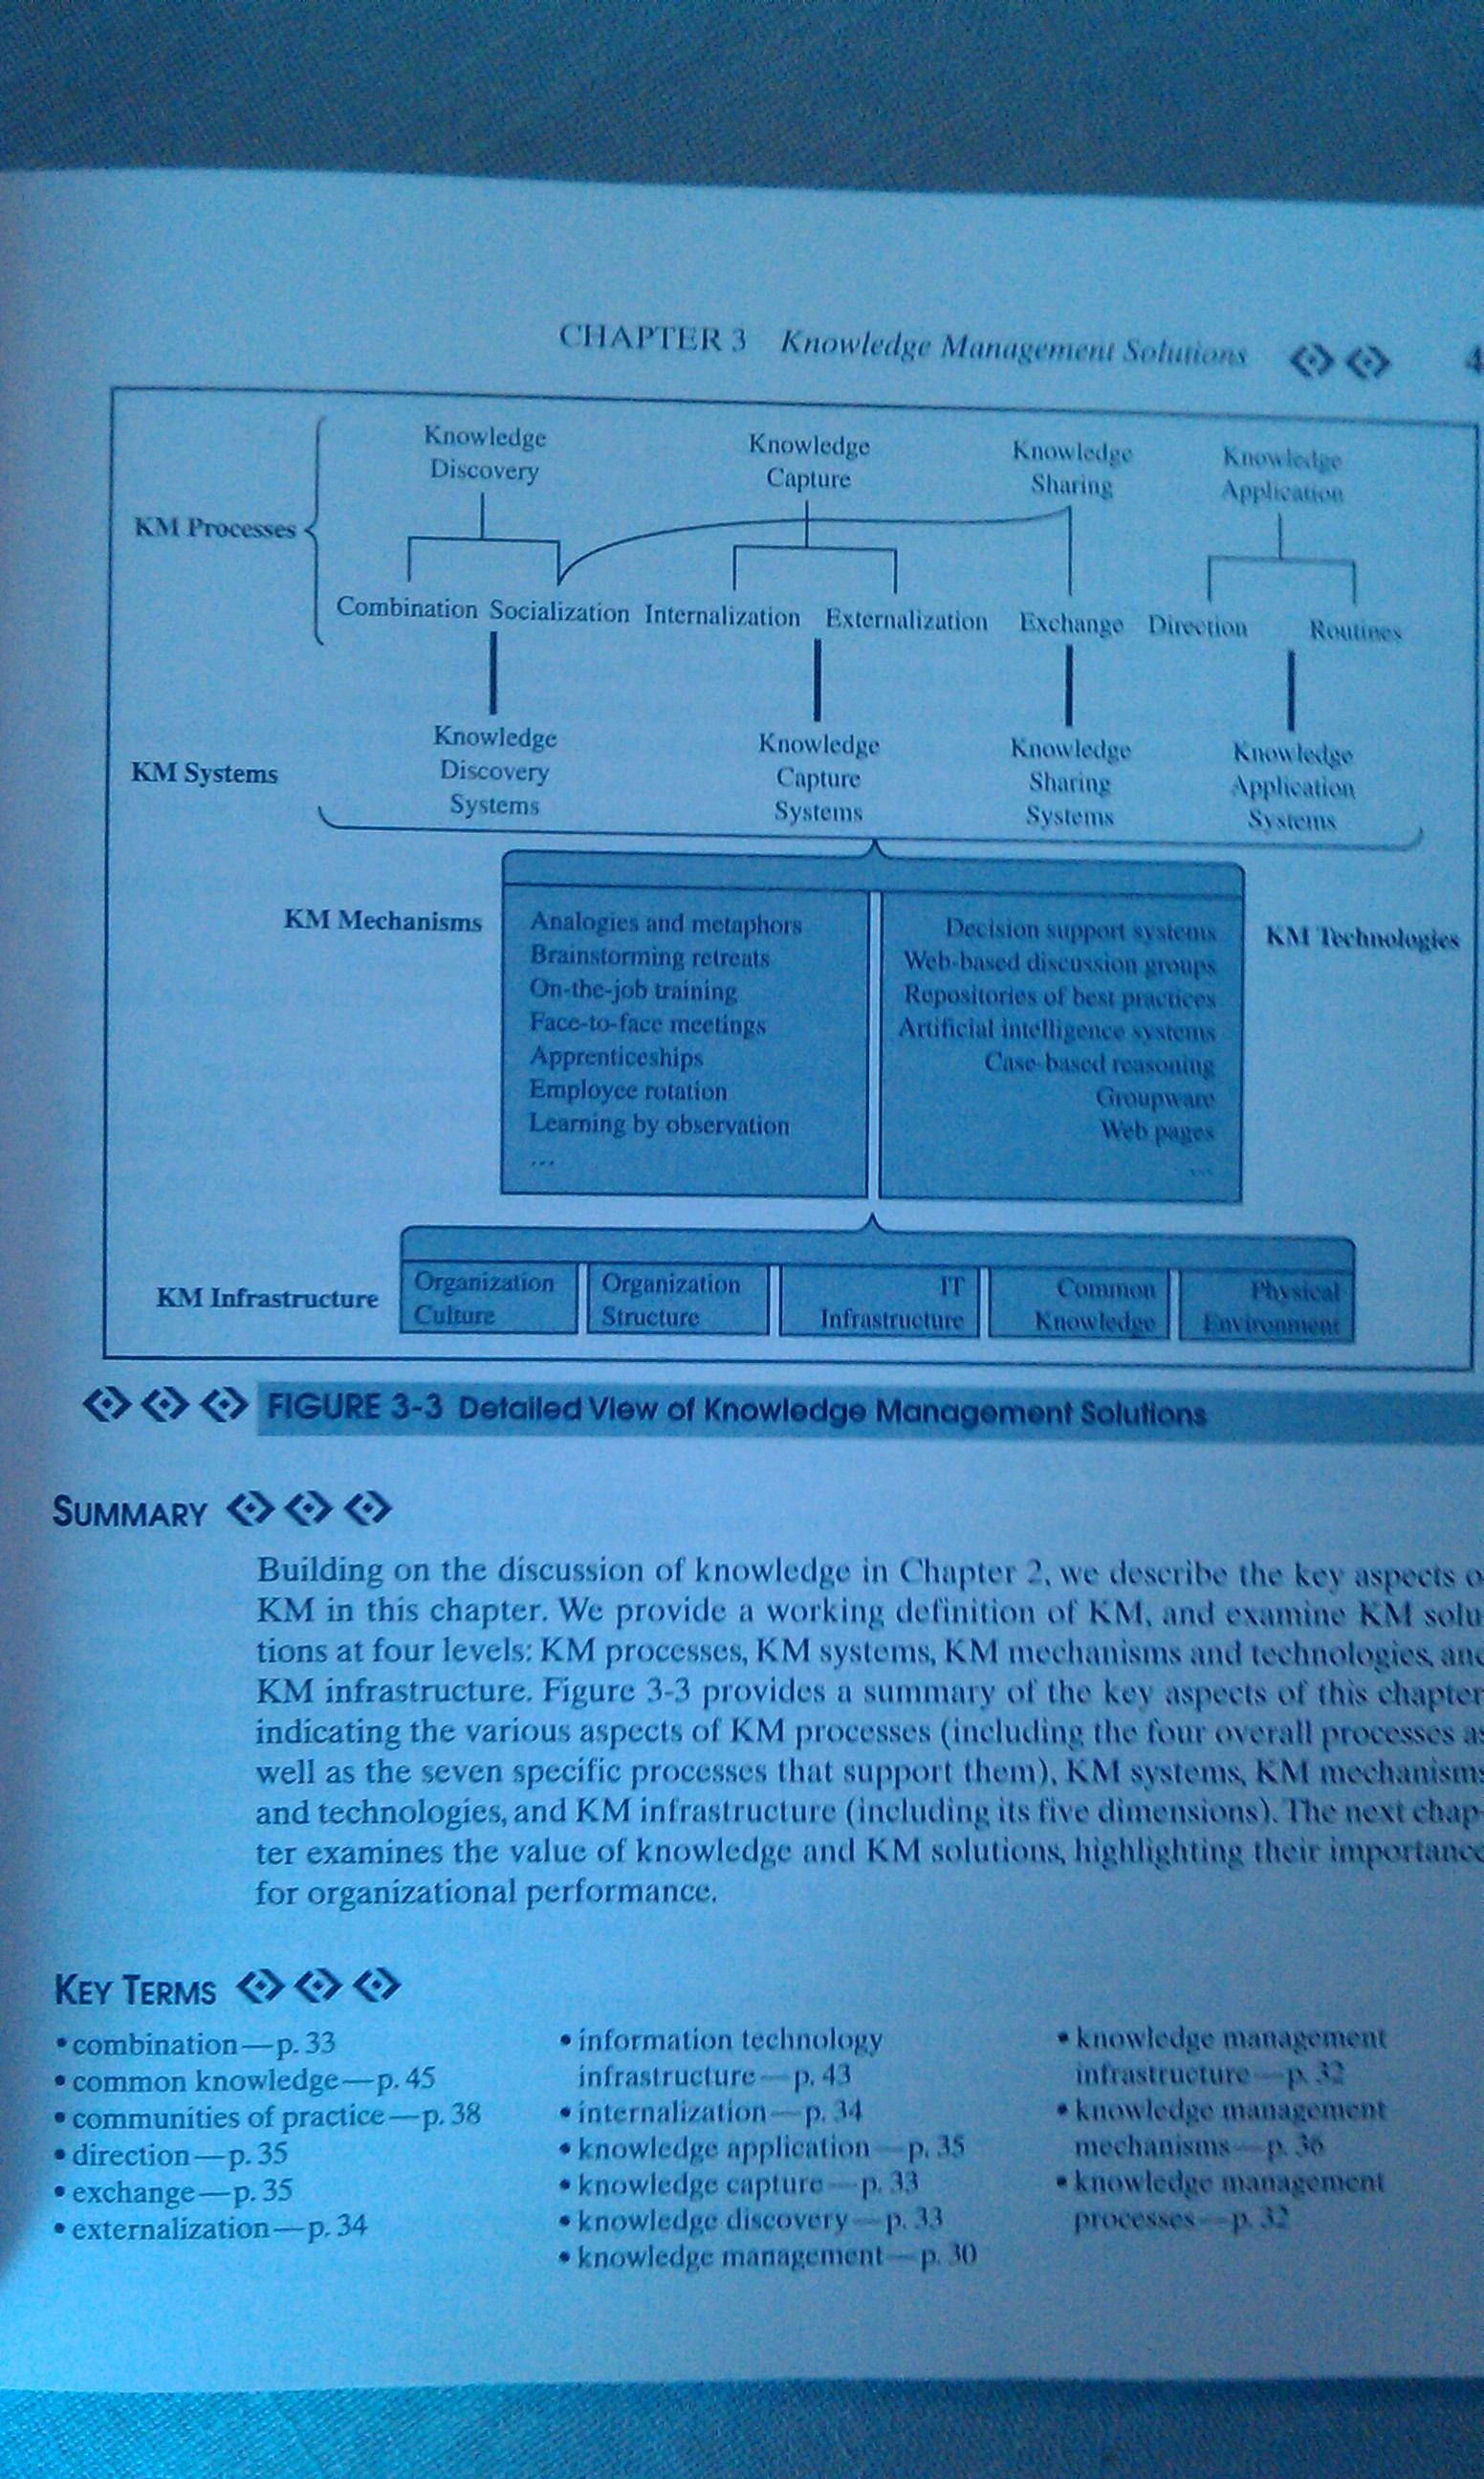 CHAPTER 3 Knowledge Management Solutions
Knowledge Discovery
Knowledge Capture
Knowledge Sharing
Knowledge Application
KM Processes
Combination Socialization Internalization Externalization Exchange Direction Routines
KM Systems
Knowledge Discovery Systems
Knowledge Capture Systems
Knowledge Sharing Systems
Knowledge Application Systems
KM Mechanisms
Analogies and metaphors
Brainstorming retreats
On-the-job training
Face-to-face meetings
Apprenticeships
Employee rotation
Learning by observation
...
Decision support systems
Web-based discussion groups
Repositories of best practices
Artificial intelligence systems
Case-based reasoning
Groupware
Web pages
...
KM Technologies
KM Infrastructure
Organization Culture
Organization Structure
IT Infrastructure
Common Knowledge
Physical Environment
FIGURE 3-3 Detailed View of Knowledge Management Solutions
SUMMARY
Building on the discussion of knowledge in Chapter 2, we describe the key aspects o
KM in this chapter. We provide a working definition of KM, and examine KM solu
tions at four levels: KM processes, KM systems, KM mechanisms and technologies, and
KM infrastructure. Figure 3-3 provides a summary of the key aspects of this chapter
indicating the various aspects of KM processes (including the four overall processes as
well as the seven specific processes that support them), KM systems, KM mechanisms
and technologies, and KM infrastructure (including its five dimensions). The next chap-
ter examines the value of knowledge and KM solutions, highlighting their importance
for organizational performance.
KEY TERMS
• combination—p. 33
• common knowledge—p. 45
• communities of practice—p. 38
• direction—p. 35
• exchange—p. 35
• externalization—p. 34
• information technology
infrastructure—p. 43
• internalization—p. 34
• knowledge application—p. 35
• knowledge capture—p. 33
• knowledge discovery—p. 33
• knowledge management—p. 30
• knowledge management
infrastructure—p. 32
• knowledge management
mechanisms—p. 36
• knowledge management
processes—p. 32